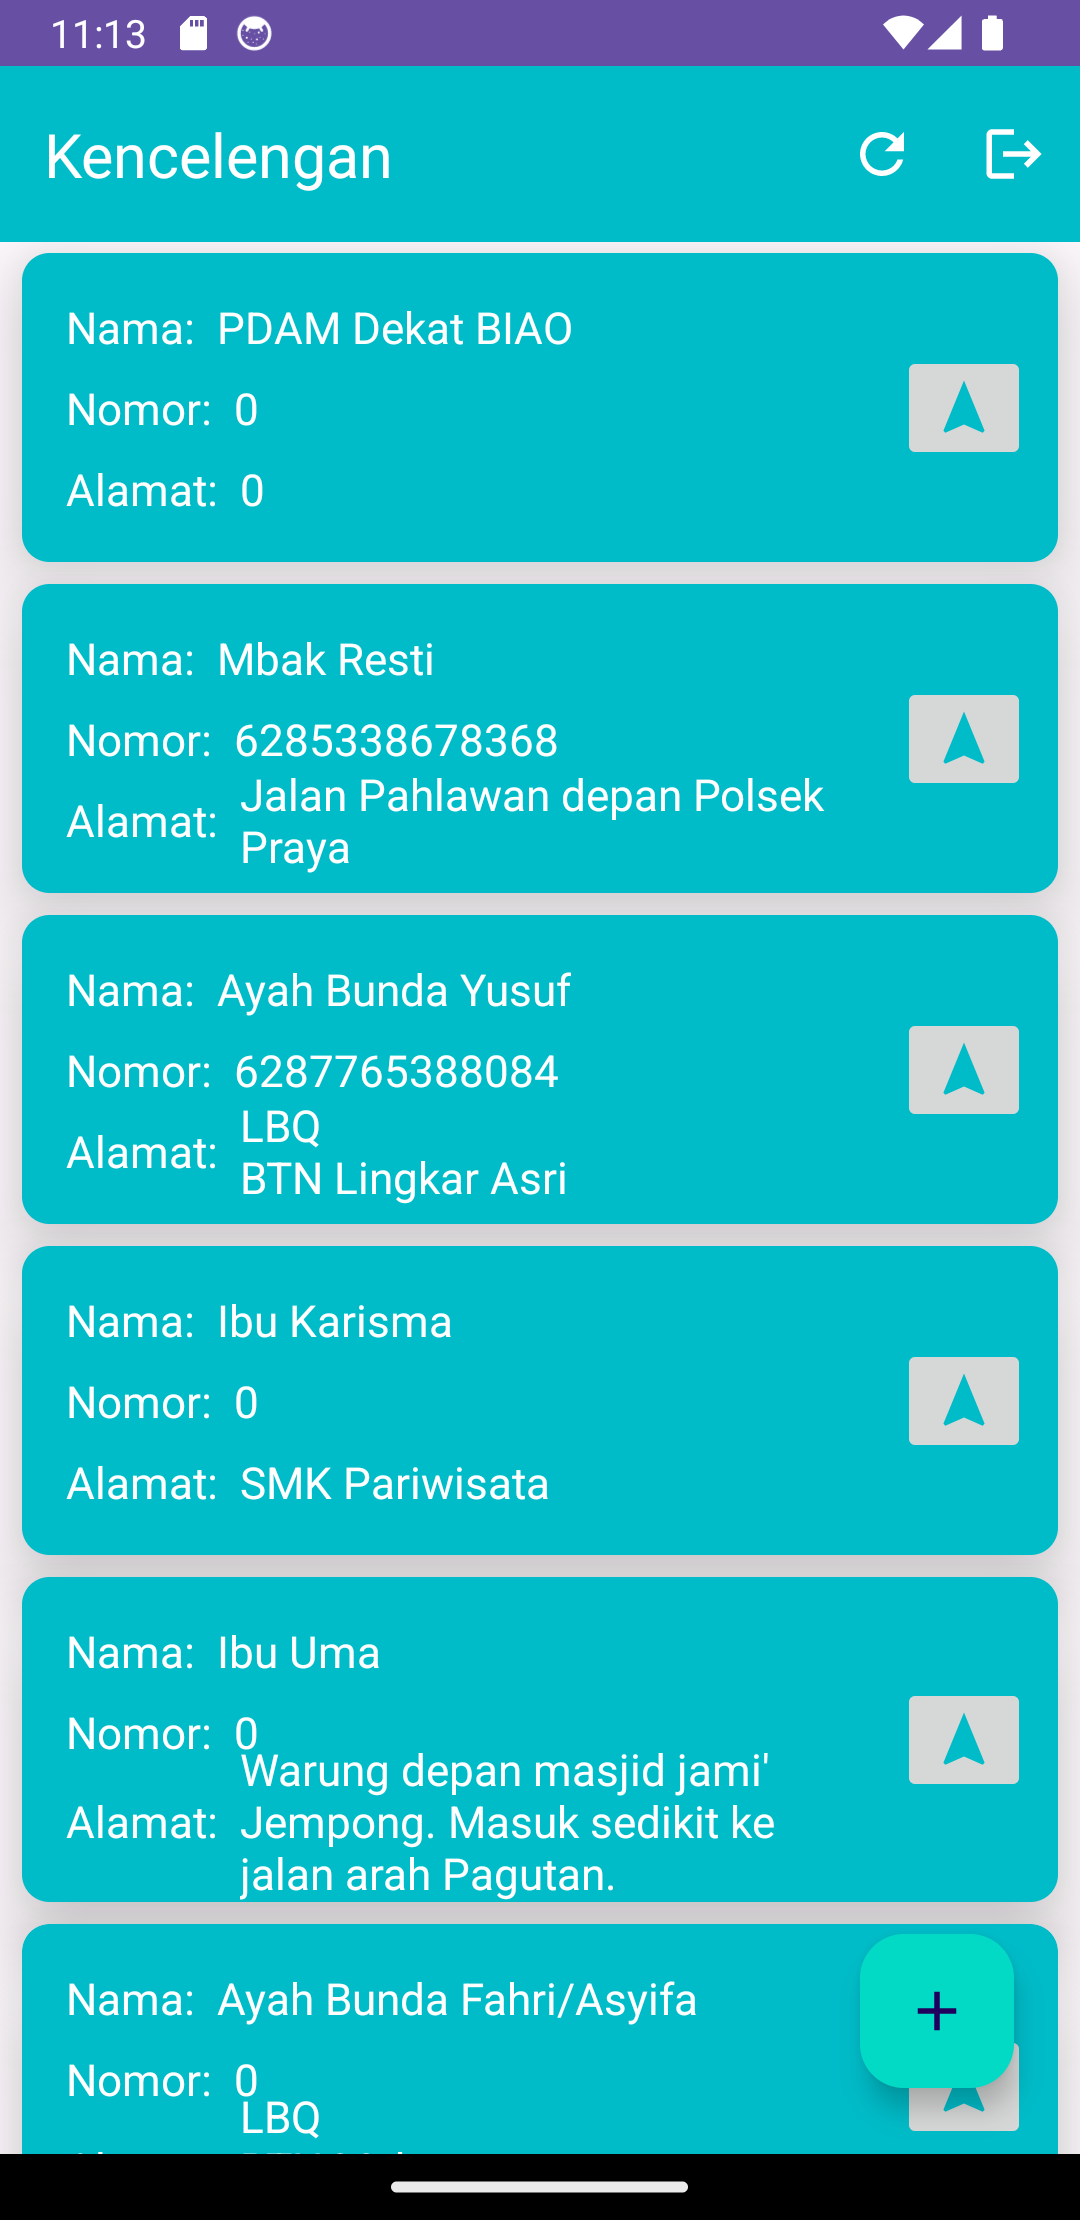 11:13
Kencelengan
Nama: PDAM Dekat BIAO
Nomor: 0
Alamat: 0
Nama: Mbak Resti
Nomor: 6285338678368
Alamat: Jalan Pahlawan depan Polsek
Praya
Nama: Ayah Bunda Yusuf
Nomor: 6287765388084
Alamat: LBQ
BTN Lingkar Asri
Nama: Ibu Karisma
Nomor: 0
Alamat: SMK Pariwisata
Nama: Ibu Uma
Nomor: 0
Alamat: Warung depan masjid jami'
Jempong. Masuk sedikit ke
jalan arah Pagutan.
Nama: Ayah Bunda Fahri/Asyifa
Nomor: 0
LBQ